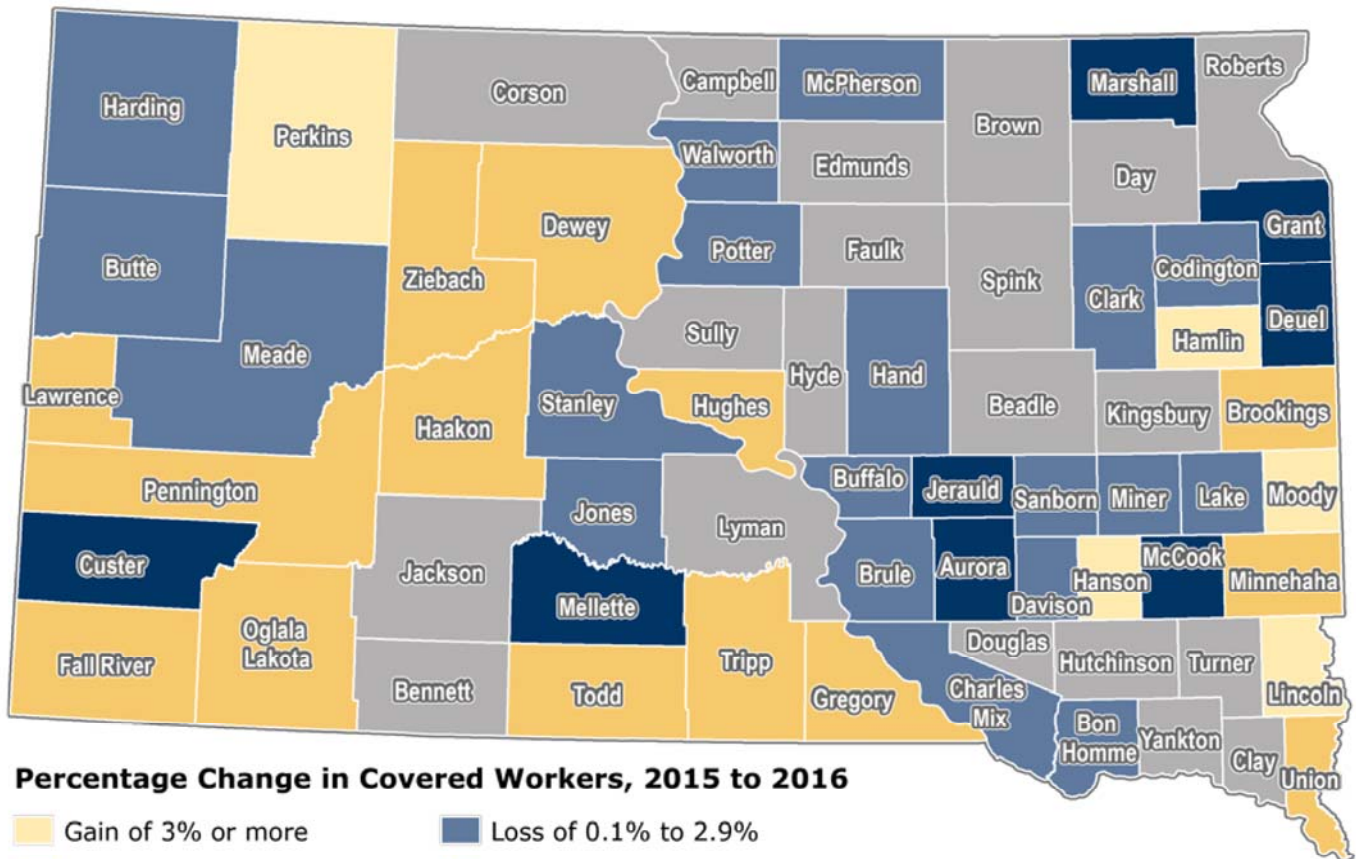 Harding
Perkins
Corson
Campbell
McPherson
Brown
Marshall
Roberts
Walworth
Edmunds
Day
Butte
Dewey
Ziebach
Potter
Faulk
Spink
Clark
Codington
Grant
Deuel
Hamlin
Meade
Sully
Hyde
Hand
Lawrence
Haakon
Stanley
Hughes
Beadle
Kingsbury
Brookings
Pennington
Jones
Lyman
Buffalo
Jerauld
Sanborn
Miner
Lake
Moody
Custer
Jackson
Mellette
Brule
Aurora
Davison
Hanson
McCook
Minnehaha
Fall River
Oglala
Lakota
Bennett
Todd
Tripp
Gregory
Charles
Mix
Douglas
Hutchinson
Turner
Lincoln
Bon
Homme
Yankton
Clay
Union
Percentage Change in Covered Workers, 2015 to 2016
Gain of 3% or more
Loss of 0.1% to 2.9%